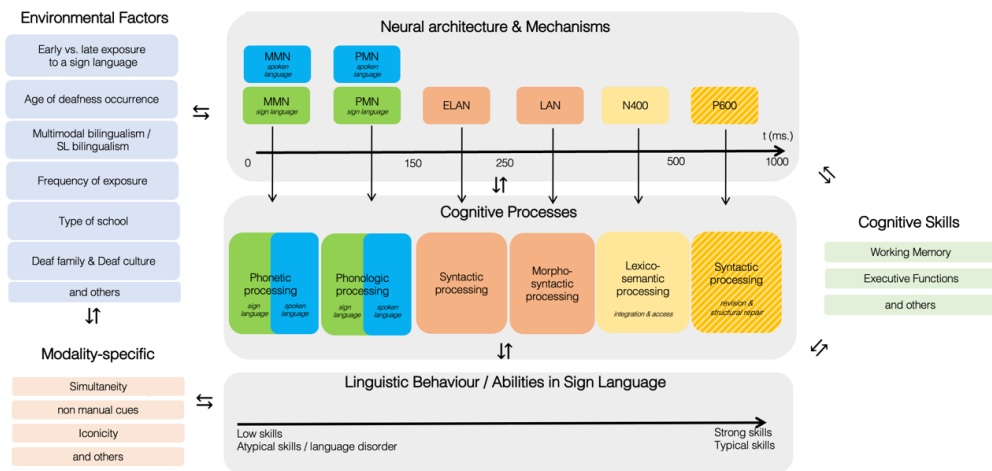 Environmental Factors
Early vs. late exposure
to a sign language
Age of deafness occurrence
Multimodal bilingualism /
SL bilingualism
Frequency of exposure
Type of school
Deaf family & Deaf culture
and others
Modality-specific
Simultaneity
non manual cues
Iconicity
and others
Neural architecture & Mechanisms
MMN
spoken
language
PMN
spoken
language
MMN
sign language
PMN
sign language
ELAN
LAN
N400
P600
t (ms.)
0
150
250
500
1000
Cognitive Processes
Phonetic
processing
sign
language
spoken
language
Phonologic
processing
sign
language
spoken
language
Syntactic
processing
Morpho-
syntactic
processing
Lexico-
semantic
processing
integration & access
Syntactic
processing
revision &
structural repair
Linguistic Behaviour / Abilities in Sign Language
Low skills
Atypical skills / language disorder
Strong skills
Typical skills
Cognitive Skills
Working Memory
Executive Functions
and others